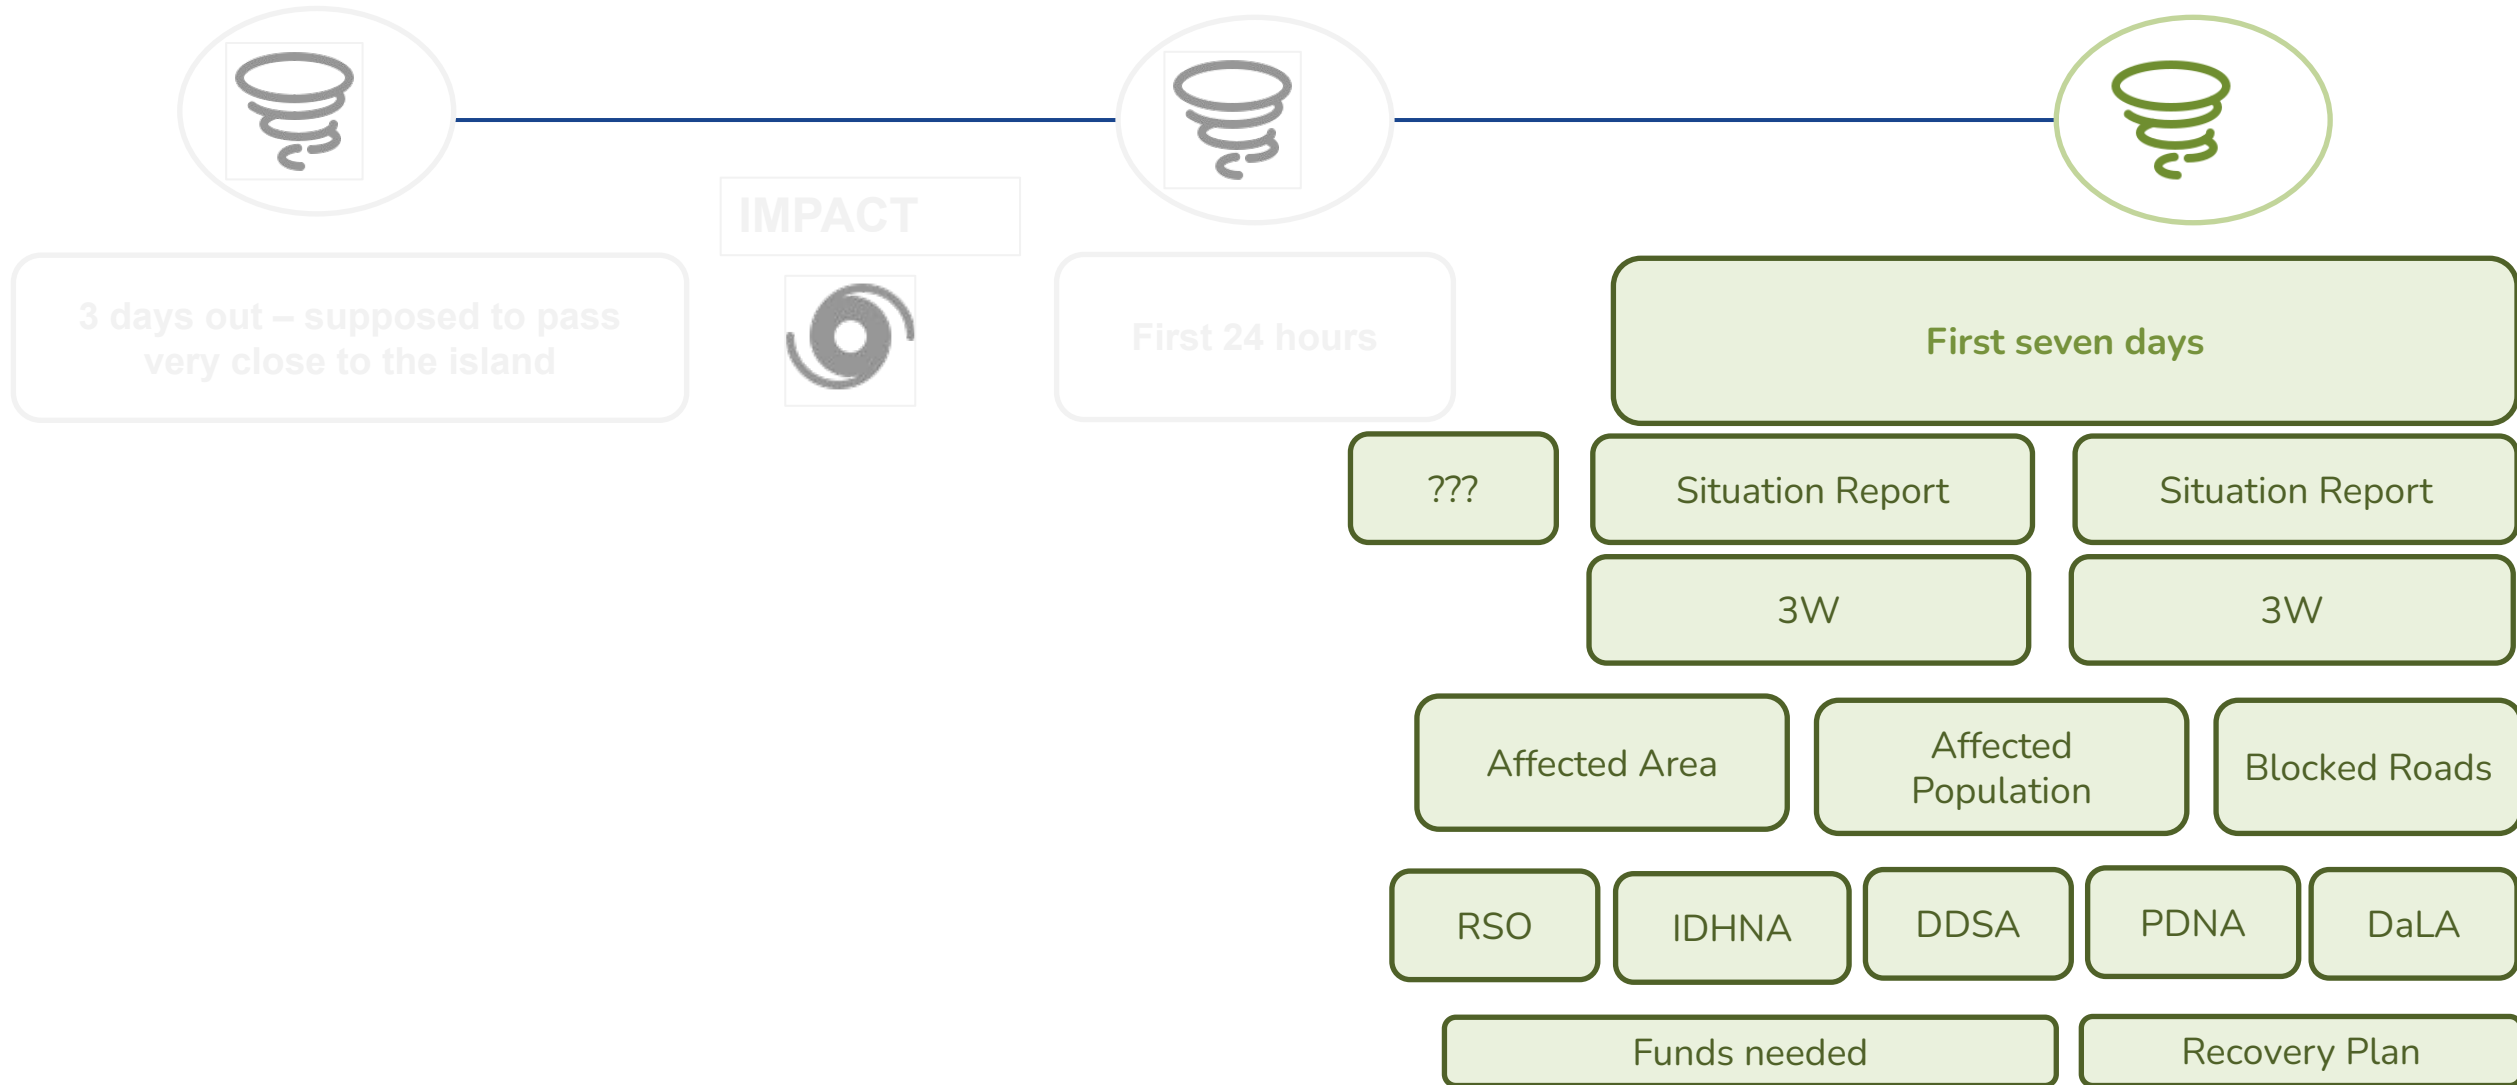 IMPACT
3 days out – supposed to pass
very close to the island
First 24 hours
First seven days
???
Situation Report
Situation Report
3W
3W
Affected Area
Affected
Population
Blocked Roads
RSO
IDHNA
DDSA
PDNA
DaLA
Funds needed
Recovery Plan